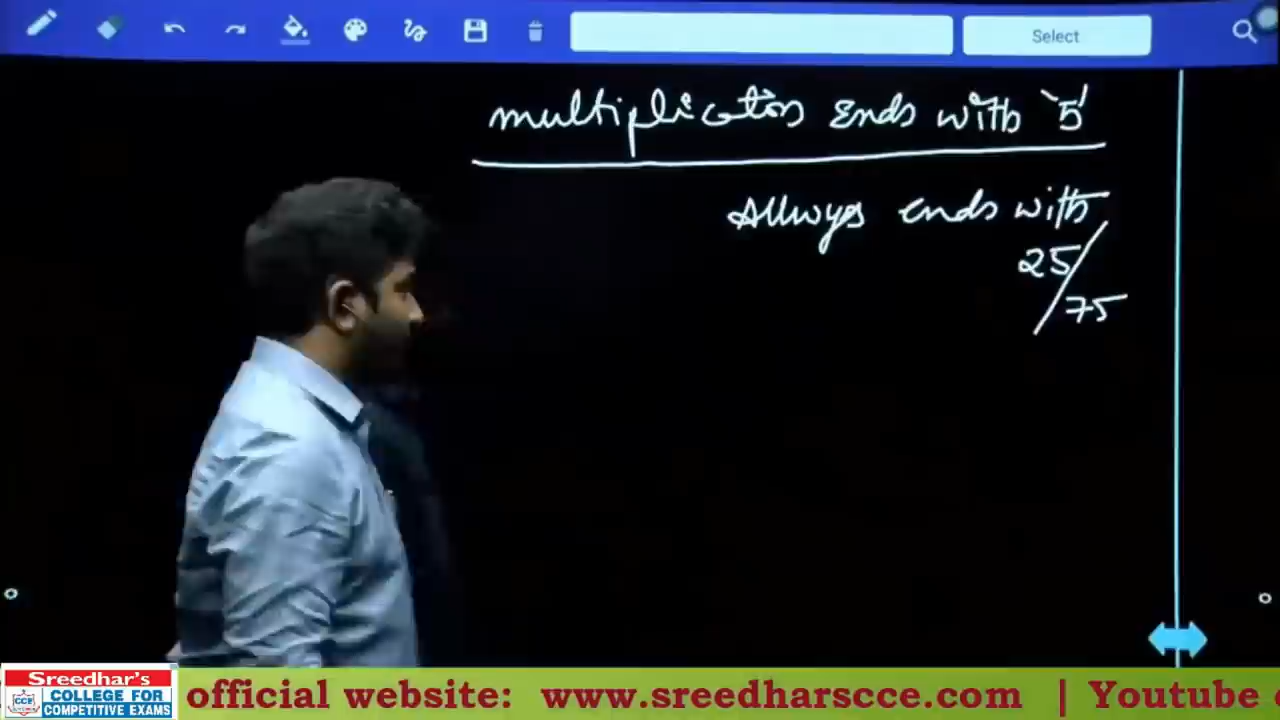 Select
multiplication ends with '5'
Allways ends with
25/
/75
Sreedhar's
COLLEGE FOR
COMPETITIVE EXAMS
CCE
official website: www.sreedharscce.com | Youtube